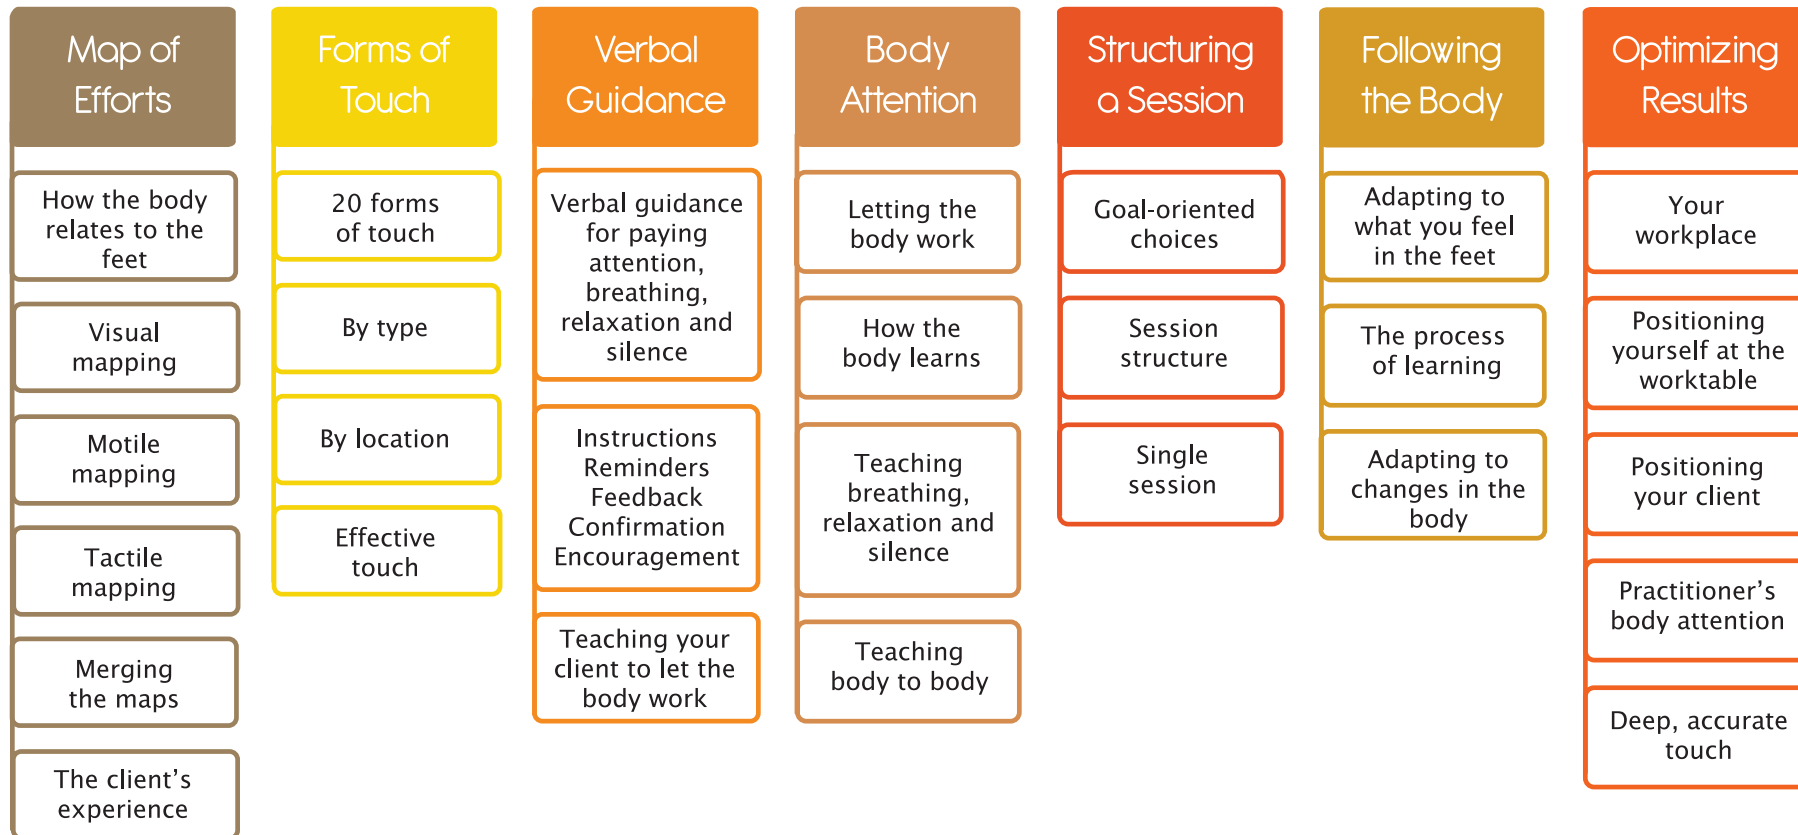 Map of
Efforts
How the body
relates to the
feet
Visual
mapping
Motile
mapping
Tactile
mapping
Merging
the maps
The client’s
experience
Forms of
Touch
20 forms
of touch
By type
By location
Effective
touch
Verbal
Guidance
Verbal guidance
for paying
attention,
breathing,
relaxation and
silence
Instructions
Reminders
Feedback
Confirmation
Encouragement
Teaching your
client to let the
body work
Body
Attention
Letting the
body work
How the
body learns
Teaching
breathing,
relaxation and
silence
Teaching
body to body
Structuring
a Session
Goal-oriented
choices
Session
structure
Single
session
Following
the Body
Adapting to
what you feel
in the feet
The process
of learning
Adapting to
changes in the
body
Optimizing
Results
Your
workplace
Positioning
yourself at the
worktable
Positioning
your client
Practitioner’s
body attention
Deep, accurate
touch